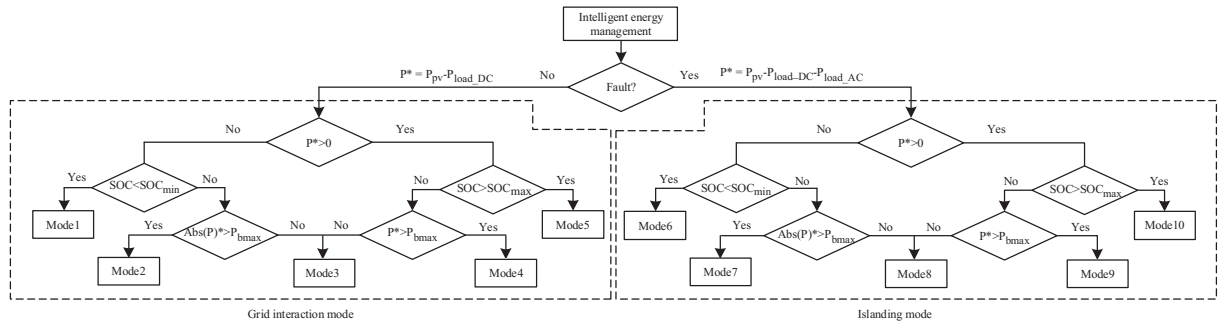 Intelligent energy
management
P* = Ppv-Pload_DC
No
Fault?
Yes
P* = Ppv-Pload_DC-Pload_AC
No
P*>0
Yes
Yes
SOC<SOCmin
No
No
SOC>SOCmax
Yes
Mode1
Yes
Abs(P)*>Pbmax
No
No
P*>Pbmax
Yes
Mode5
Mode2
Mode3
Mode4
Grid interaction mode
No
P*>0
Yes
Yes
SOC<SOCmin
No
No
SOC>SOCmax
Yes
Mode6
Yes
Abs(P)*>Pbmax
No
No
P*>Pbmax
Yes
Mode10
Mode7
Mode8
Mode9
Islanding mode